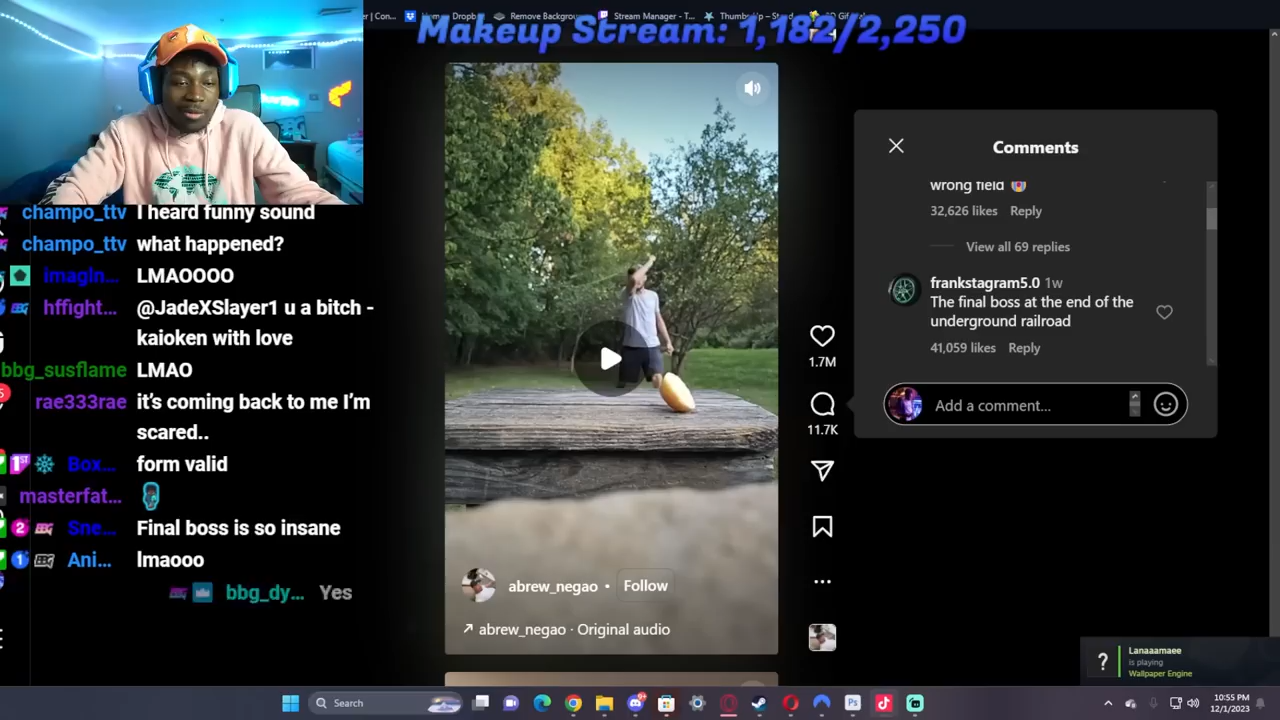 Remove Background
Stream Manager - T...
Makeup Stream: 1,182/2,250
champo_ttv I heard funny sound
champo_ttv what happened?
imagin... LMAOOOO
hffight... @JadeXSlayer1 u a bitch -
kaioken with love
bbg_susflame LMAO
rae333rae it's coming back to me I'm
scared..
Box... form valid
masterfat...
Sne... Final boss is so insane
Ani... lmaooo
bbg_dy... Yes
1.7M
11.7K
abrew_negao • Follow
abrew_negao · Original audio
Comments
wrong field
32,626 likes Reply
View all 69 replies
frankstagram5.0 1w
The final boss at the end of the
underground railroad
41,059 likes Reply
Add a comment...
Lanaaamaee
is playing
Wallpaper Engine
Search
10:55 PM
12/1/2023